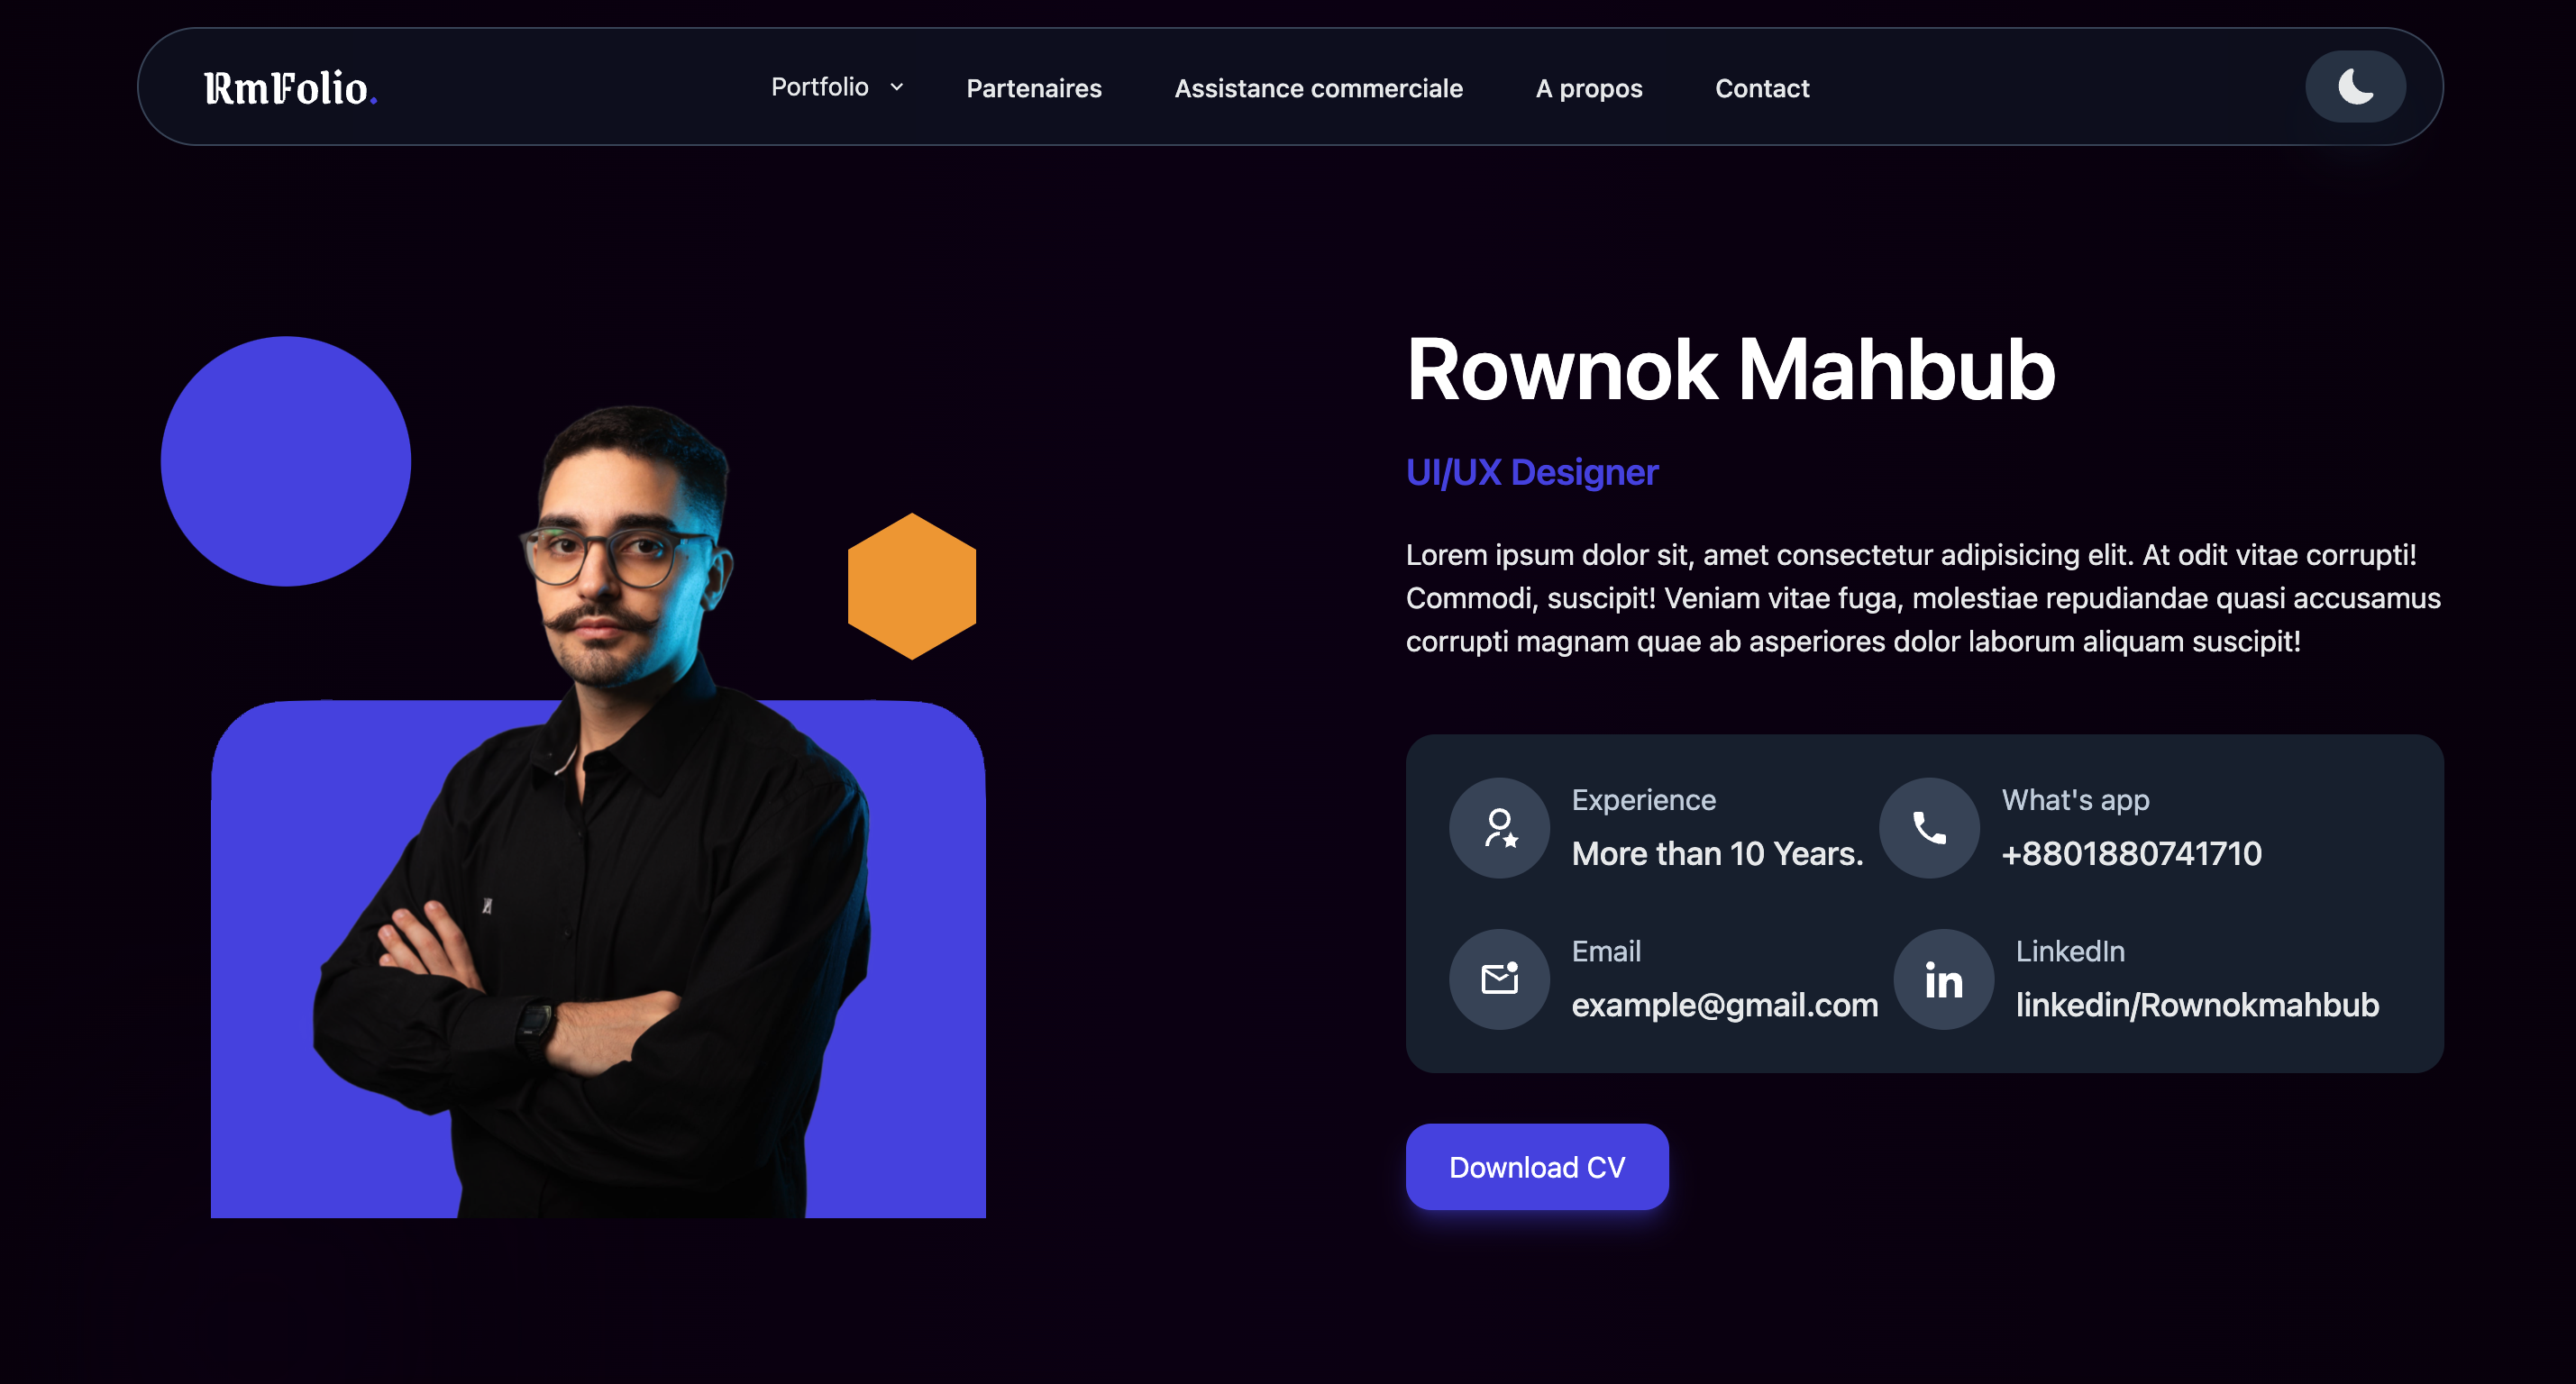 RmFolio.
Portfolio
Partenaires
Assistance commerciale
A propos
Contact
Rownok Mahbub
UI/UX Designer
Lorem ipsum dolor sit, amet consectetur adipisicing elit. At odit vitae corrupti!
Commodi, suscipit! Veniam vitae fuga, molestiae repudiandae quasi accusamus
corrupti magnam quae ab asperiores dolor laborum aliquam suscipit!
Experience
More than 10 Years.
What's app
+8801880741710
Email
example@gmail.com
in
LinkedIn
linkedin/Rownokmahbub
Download CV